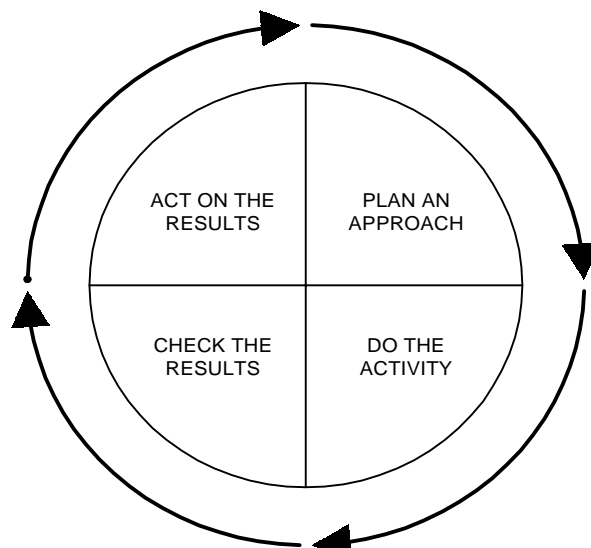 ACT ON THE
RESULTS
PLAN AN
APPROACH
CHECK THE
RESULTS
DO THE
ACTIVITY